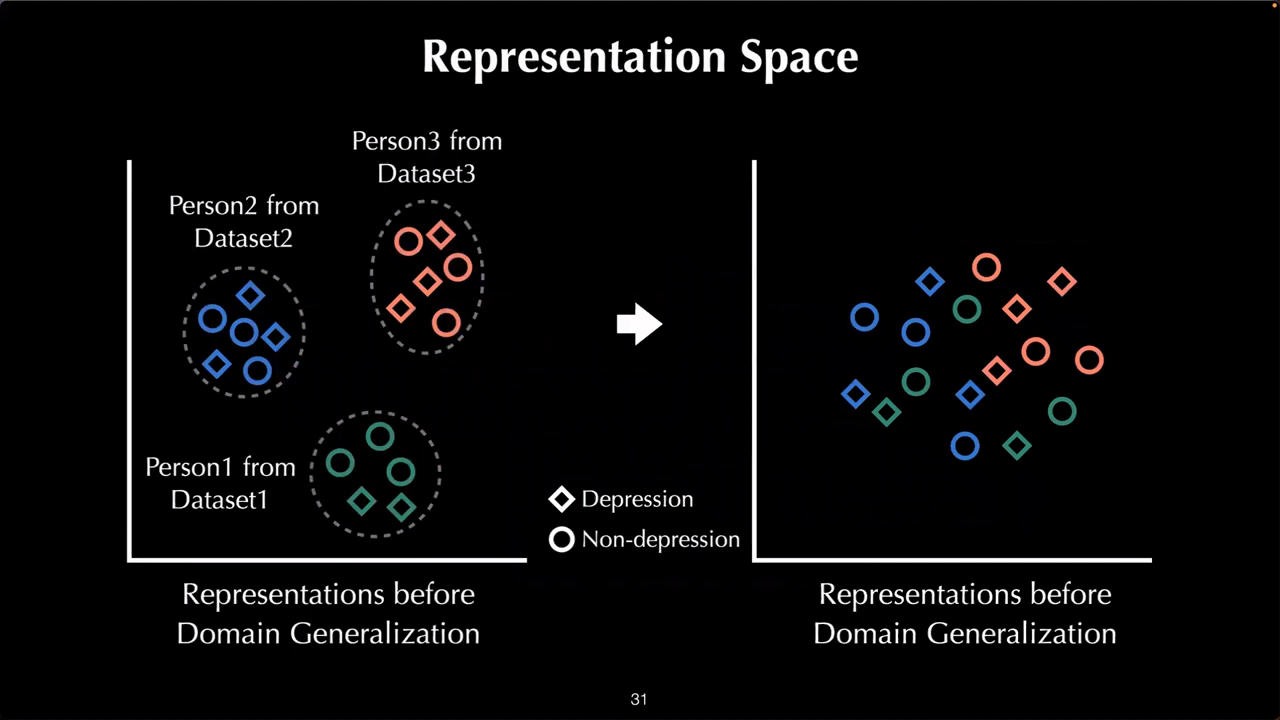 Representation Space
Person3 from
Dataset3
Person2 from
Dataset2
Person1 from
Dataset1
Depression
Non-depression
Representations before
Domain Generalization
Representations before
Domain Generalization
31